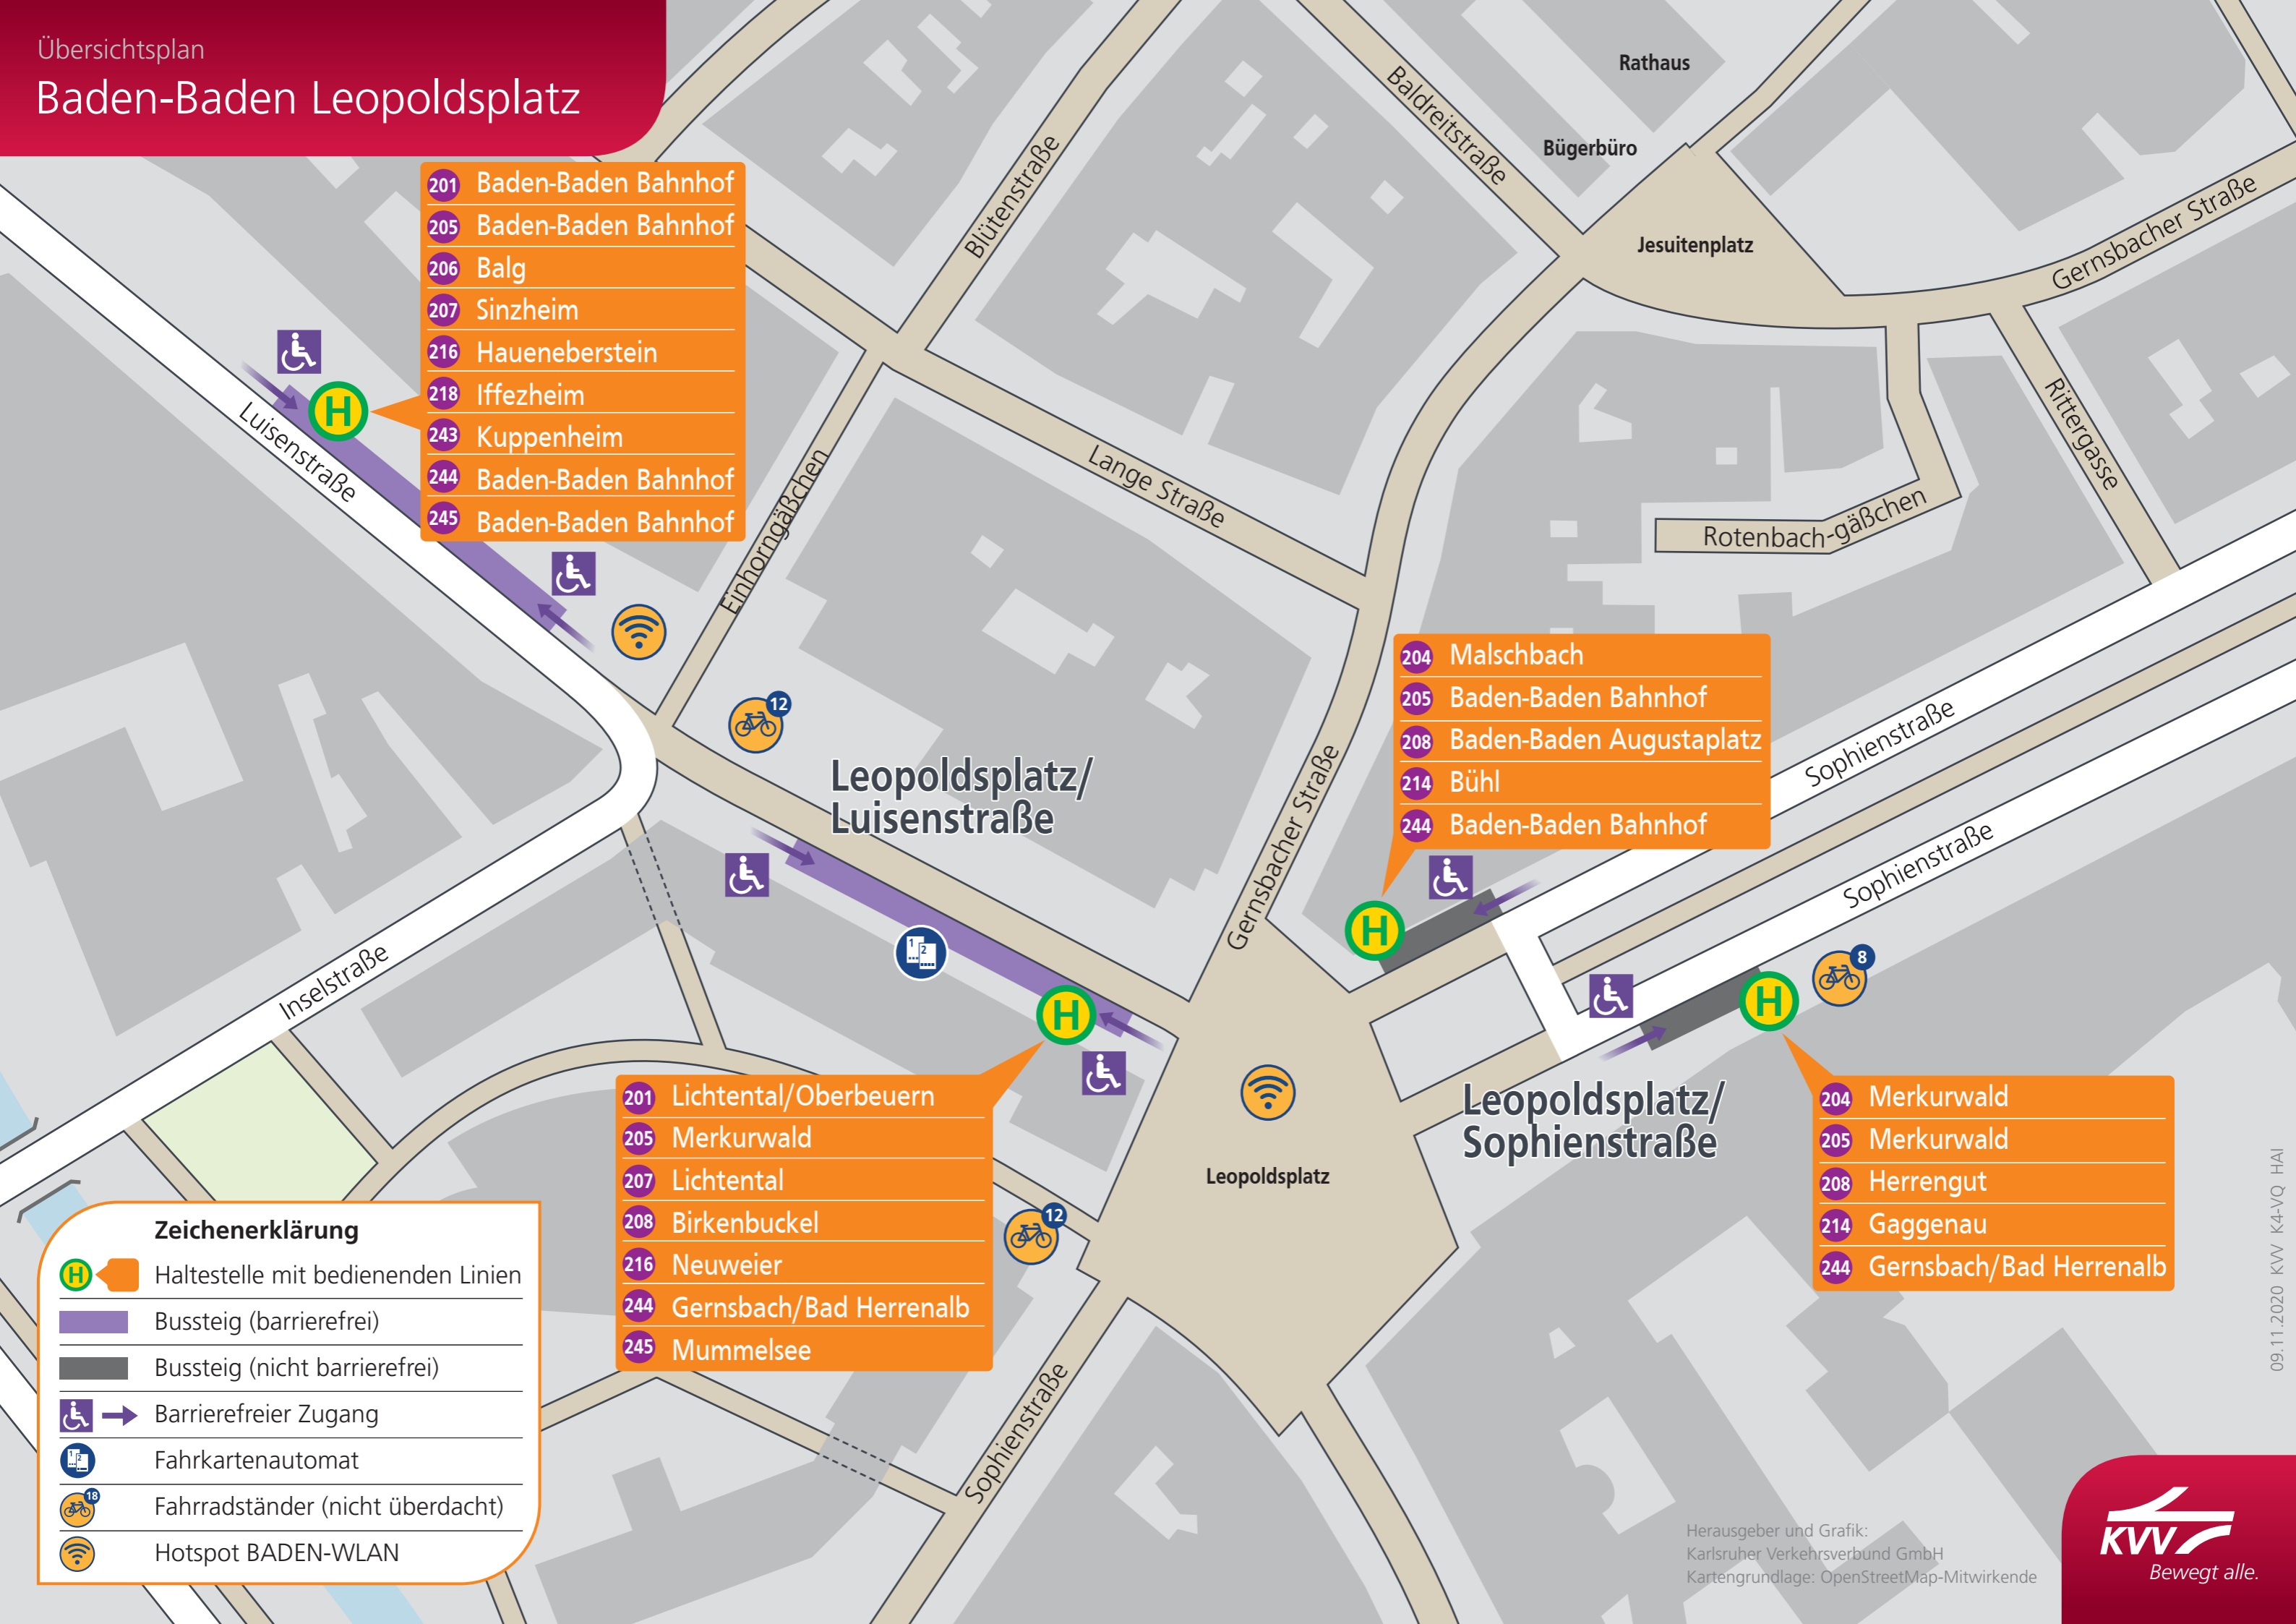 Übersichtsplan
Baden-Baden Leopoldsplatz
Rathaus
Bügerbüro
Jesuitenplatz
Baldreitstraße
Blütenstraße
Gernsbacher Straße
Rittergasse
Rotenbach-gäßchen
Lange Straße
Einhorngäßchen
Luisenstraße
201 Baden-Baden Bahnhof
205 Baden-Baden Bahnhof
206 Balg
207 Sinzheim
216 Haueneberstein
218 Iffezheim
243 Kuppenheim
244 Baden-Baden Bahnhof
245 Baden-Baden Bahnhof
H
12
Leopoldsplatz/
Luisenstraße
Gernsbacher Straße
204 Malschbach
205 Baden-Baden Bahnhof
208 Baden-Baden Augustaplatz
214 Bühl
244 Baden-Baden Bahnhof
H
Sophienstraße
Sophienstraße
Inselstraße
1 2
H
H
8
201 Lichtental/Oberbeuern
205 Merkurwald
207 Lichtental
208 Birkenbuckel
216 Neuweier
244 Gernsbach/Bad Herrenalb
245 Mummelsee
12
Leopoldsplatz
Leopoldsplatz/
Sophienstraße
204 Merkurwald
205 Merkurwald
208 Herrengut
214 Gaggenau
244 Gernsbach/Bad Herrenalb
Sophienstraße
Zeichenerklärung
H Haltestelle mit bedienenden Linien
Bussteig (barrierefrei)
Bussteig (nicht barrierefrei)
Barrierefreier Zugang
1 2 Fahrkartenautomat
18 Fahrradständer (nicht überdacht)
Hotspot BADEN-WLAN
09.11.2020 KVV K4-VQ HAI
Herausgeber und Grafik:
Karlsruher Verkehrsverbund GmbH
Kartengrundlage: OpenStreetMap-Mitwirkende
KVV
Bewegt alle.